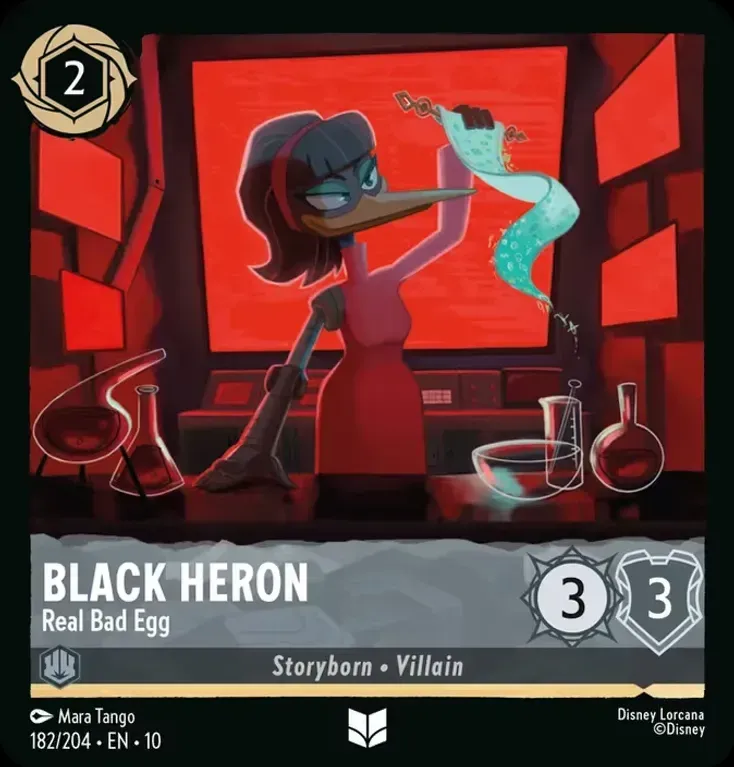 2
BLACK HERON
Real Bad Egg
3
3
Storyborn • Villain
Mara Tango
182/204 • EN • 10
Disney Lorcana
©Disney